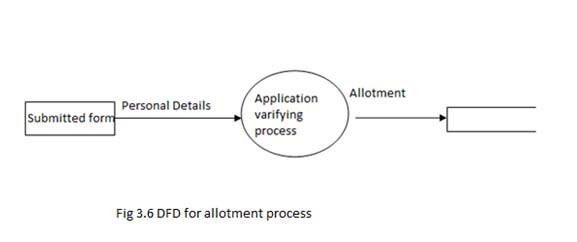 Submitted form
Personal Details
Application
varifying
process
Allotment
Fig 3.6 DFD for allotment process